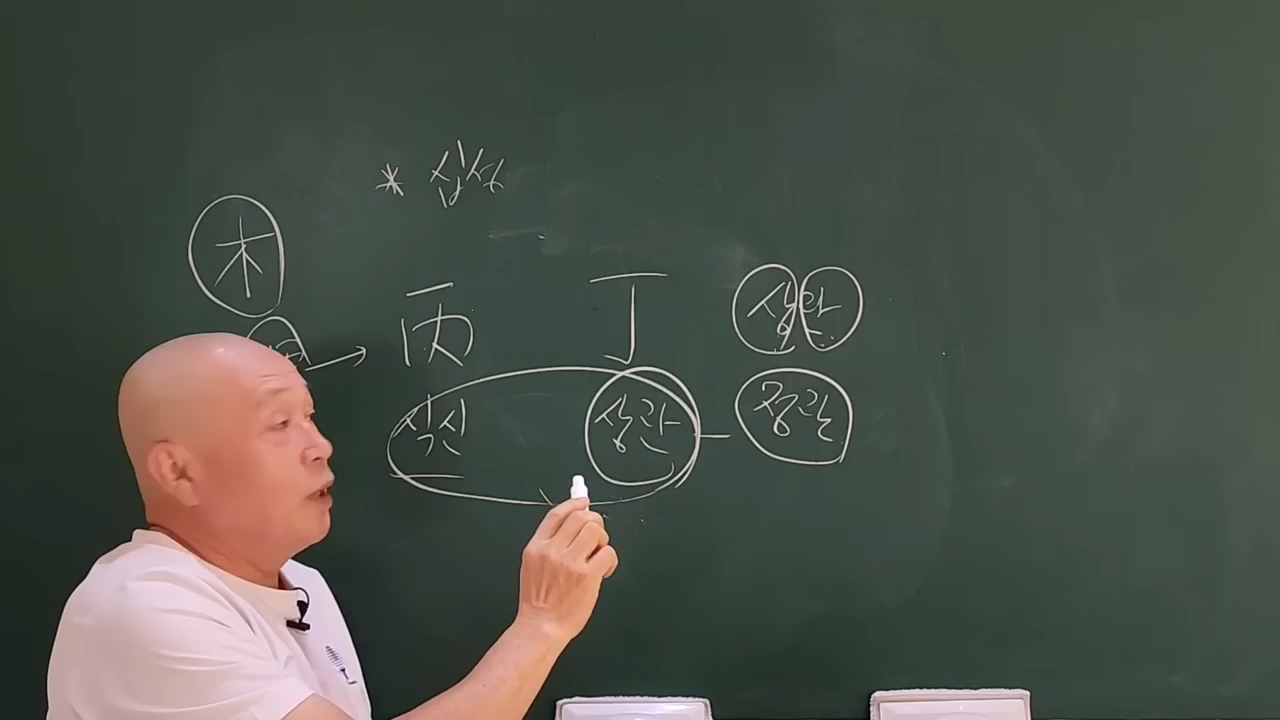 * 십성
木
丙 丁 상관
식신 상관 정관